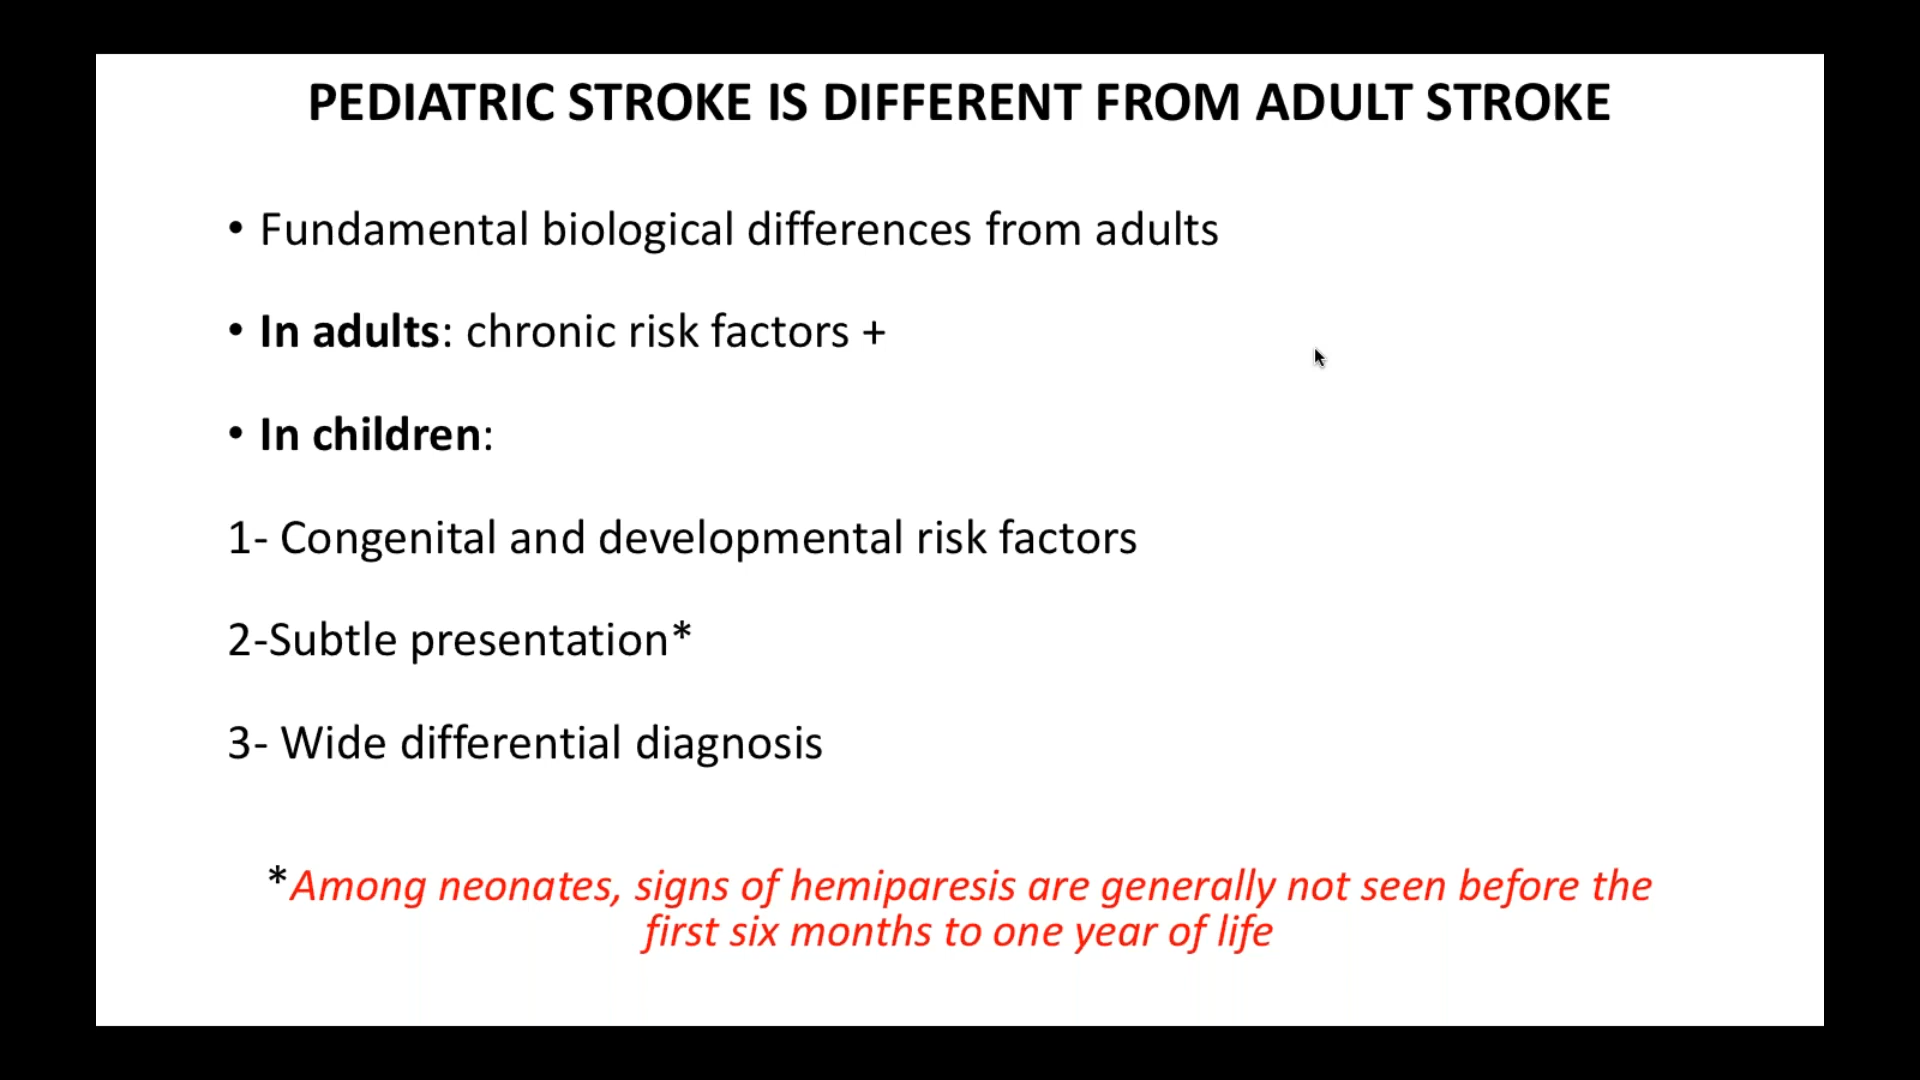 PEDIATRIC STROKE IS DIFFERENT FROM ADULT STROKE
• Fundamental biological differences from adults
• In adults: chronic risk factors +
• In children:
1- Congenital and developmental risk factors
2-Subtle presentation*
3- Wide differential diagnosis
*Among neonates, signs of hemiparesis are generally not seen before the
first six months to one year of life